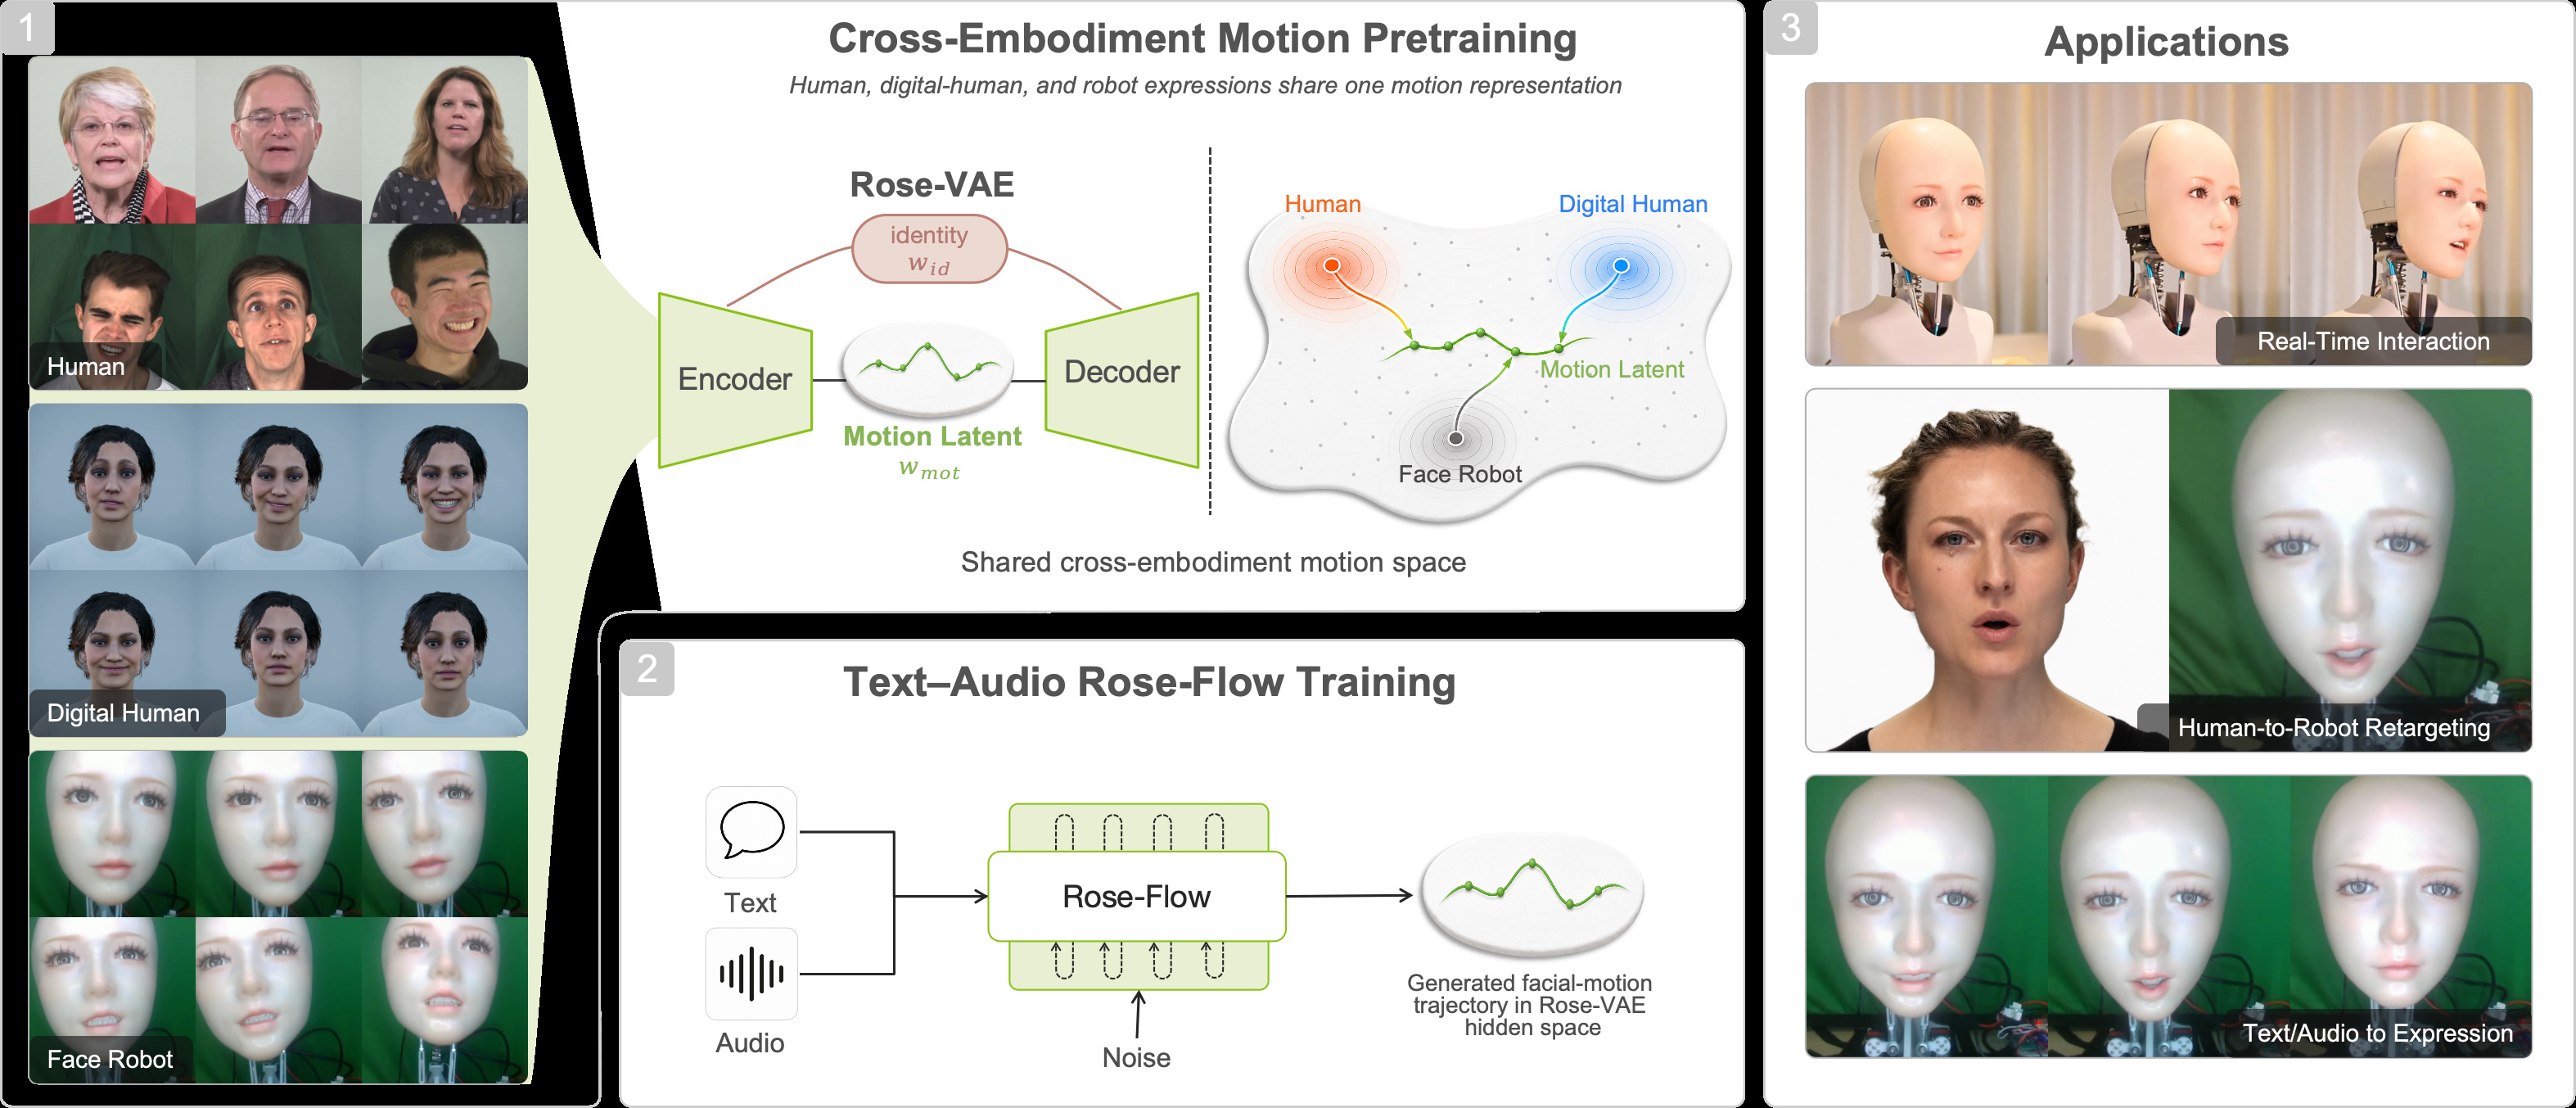 1
Human
Digital Human
Face Robot
Cross-Embodiment Motion Pretraining
Human, digital-human, and robot expressions share one motion representation
Rose-VAE
identity
w_id
Encoder
Decoder
Motion Latent
w_mot
Human
Digital Human
Motion Latent
Face Robot
Shared cross-embodiment motion space
2
Text–Audio Rose-Flow Training
Text
Audio
Rose-Flow
Noise
Generated facial-motion
trajectory in Rose-VAE
hidden space
3
Applications
Real-Time Interaction
Human-to-Robot Retargeting
Text/Audio to Expression